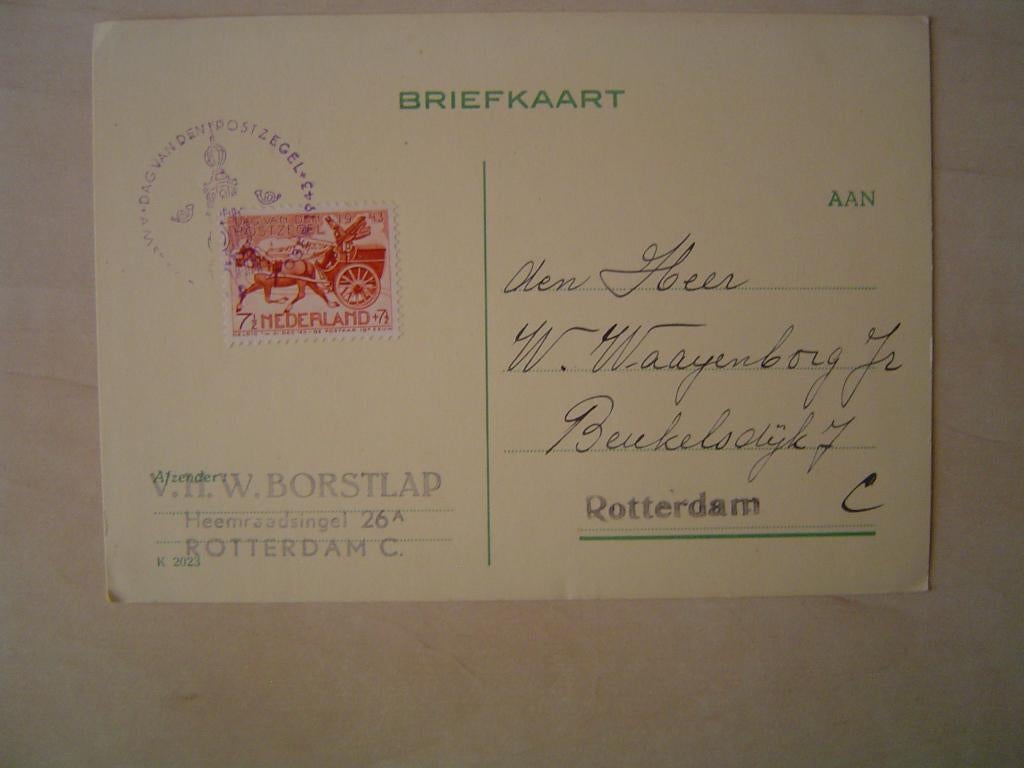 BRIEFKAART
DAG VAN DEN POSTZEGEL
DAG VAN DEN 1943
POSTZEGEL
7½ NEDERLAND +7½
AAN
den Heer
W. Waayenborg Jr
Beukelsdijk 7
Rotterdam C
Afzender:
V.H.W. BORSTLAP
Heemraadsingel 26A
ROTTERDAM C.
K 2023